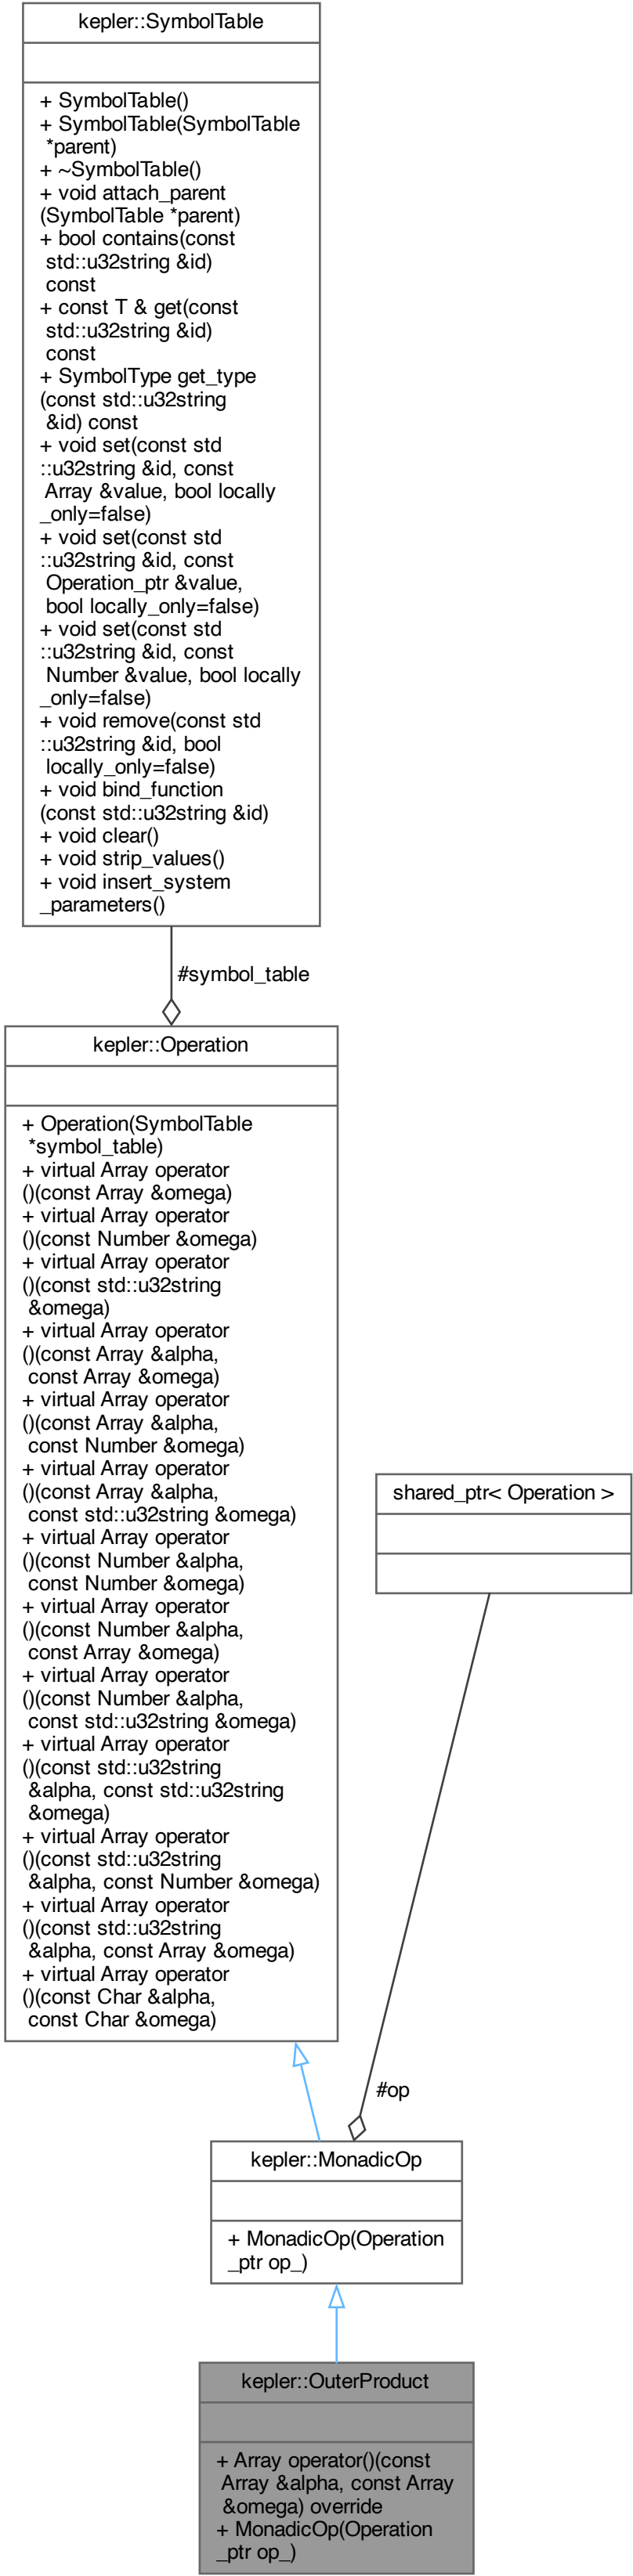 kepler::SymbolTable
+ SymbolTable()
+ SymbolTable(SymbolTable
*parent)
+ ~SymbolTable()
+ void attach_parent
(SymbolTable *parent)
+ bool contains(const
std::u32string &id)
const
+ const T & get(const
std::u32string &id)
const
+ SymbolType get_type
(const std::u32string
&id) const
+ void set(const std
::u32string &id, const
Array &value, bool locally
_only=false)
+ void set(const std
::u32string &id, const
Operation_ptr &value,
bool locally_only=false)
+ void set(const std
::u32string &id, const
Number &value, bool locally
_only=false)
+ void remove(const std
::u32string &id, bool
locally_only=false)
+ void bind_function
(const std::u32string &id)
+ void clear()
+ void strip_values()
+ void insert_system
_parameters()
#symbol_table
kepler::Operation
+ Operation(SymbolTable
*symbol_table)
+ virtual Array operator
()(const Array &omega)
+ virtual Array operator
()(const Number &omega)
+ virtual Array operator
()(const std::u32string
&omega)
+ virtual Array operator
()(const Array &alpha,
const Array &omega)
+ virtual Array operator
()(const Array &alpha,
const Number &omega)
+ virtual Array operator
()(const Array &alpha,
const std::u32string &omega)
+ virtual Array operator
()(const Number &alpha,
const Number &omega)
+ virtual Array operator
()(const Number &alpha,
const Array &omega)
+ virtual Array operator
()(const Number &alpha,
const std::u32string &omega)
+ virtual Array operator
()(const std::u32string
&alpha, const std::u32string
&omega)
+ virtual Array operator
()(const std::u32string
&alpha, const Number &omega)
+ virtual Array operator
()(const std::u32string
&alpha, const Array &omega)
+ virtual Array operator
()(const Char &alpha,
const Char &omega)
shared_ptr< Operation >
#op
kepler::MonadicOp
+ MonadicOp(Operation
_ptr op_)
kepler::OuterProduct
+ Array operator()(const
Array &alpha, const Array
&omega) override
+ MonadicOp(Operation
_ptr op_)